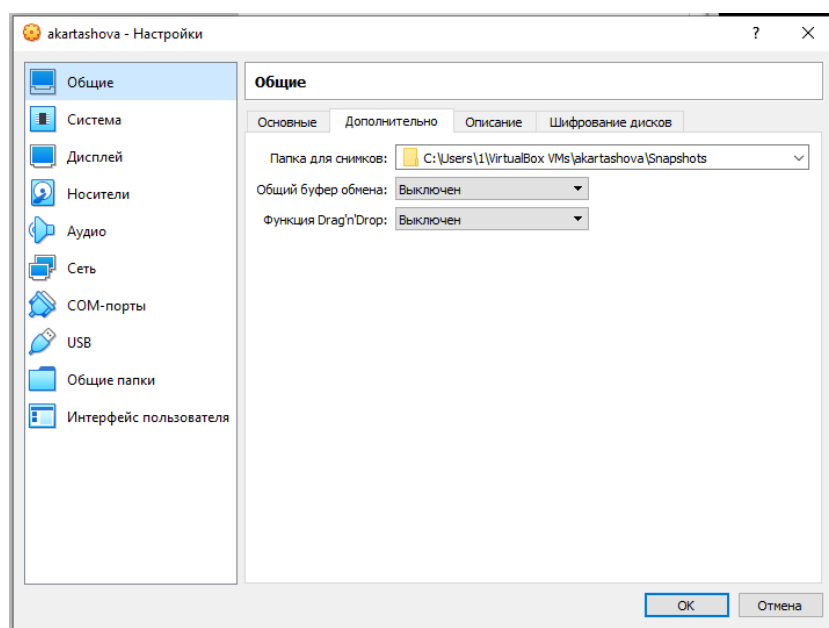 akartashova - Настройки
Общие
Система
Дисплей
Носители
Аудио
Сеть
COM-порты
USB
Общие папки
Интерфейс пользователя
Общие
Основные Дополнительно Описание Шифрование дисков
Папка для снимков: C:\Users\1\VirtualBox VMs\akartashova\Snapshots
Общий буфер обмена: Выключен
Функция Drag'n'Drop: Выключен
OK Отмена